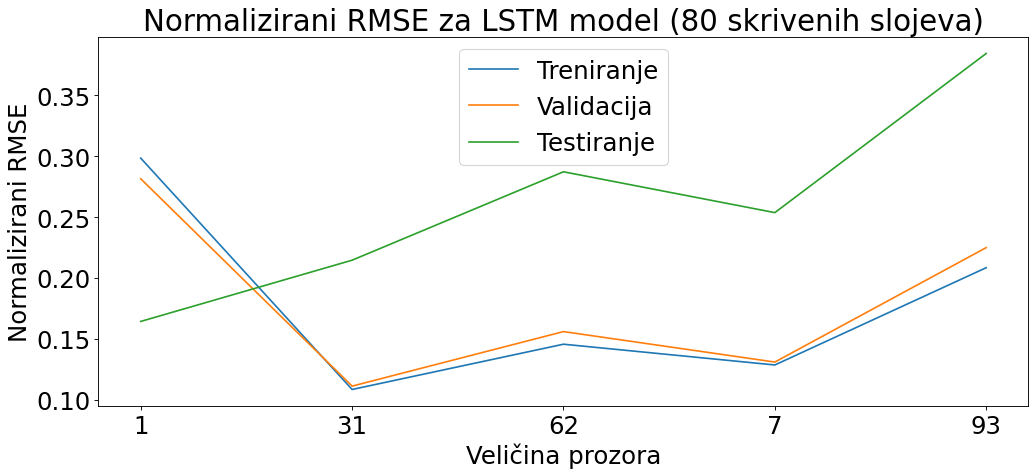 Normalizirani RMSE za LSTM model (80 skrivenih slojeva)
Treniranje
Validacija
Testiranje
Normalizirani RMSE
0.35
0.30
0.25
0.20
0.15
0.10
1 31 62 7 93
Veličina prozora